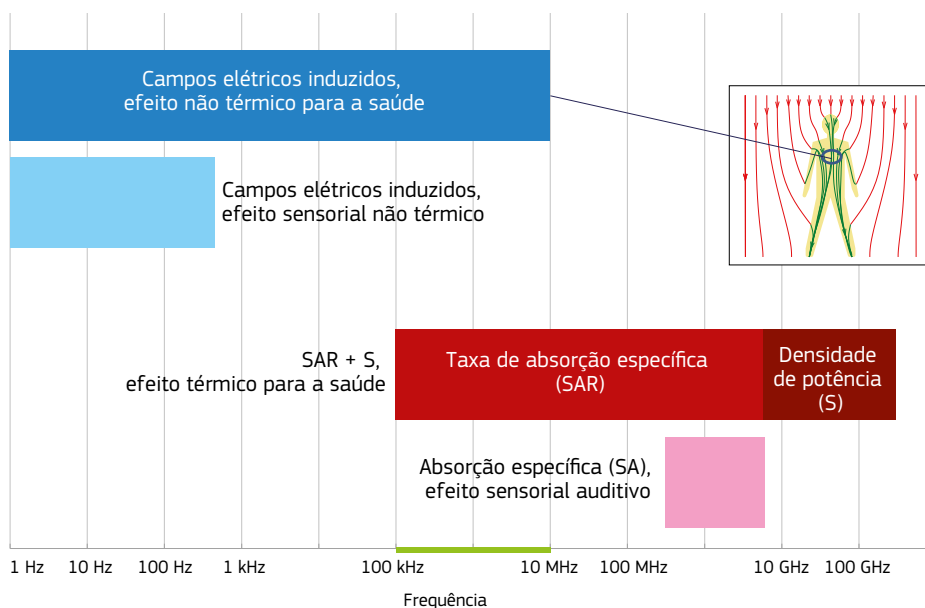 Campos elétricos induzidos,
efeito não térmico para a saúde
Campos elétricos induzidos,
efeito sensorial não térmico
SAR + S,
efeito térmico para a saúde
Taxa de absorção específica
(SAR)
Densidade
de potência
(S)
Absorção específica (SA),
efeito sensorial auditivo
1 Hz 10 Hz 100 Hz 1 kHz 100 kHz 10 MHz 100 MHz 10 GHz 100 GHz
Frequência